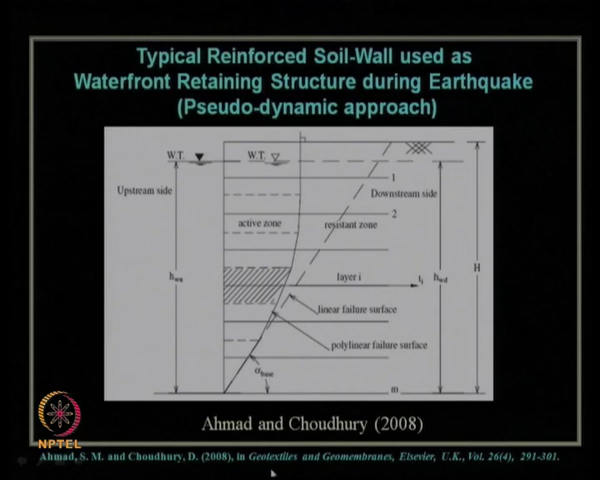 Typical Reinforced Soil-Wall used as
Waterfront Retaining Structure during Earthquake
(Pseudo-dynamic approach)
W.T.
W.T.
1
Upstream side
Downstream side
2
active zone
resistant zone
H
layer i
linear failure surface
polylinear failure surface
α base
m
Ahmad and Choudhury (2008)
NPTEL
Ahmad, S. M. and Choudhury, D. (2008), in Geotextiles and Geomembranes, Elsevier, U.K., Vol. 26(4), 291-301.